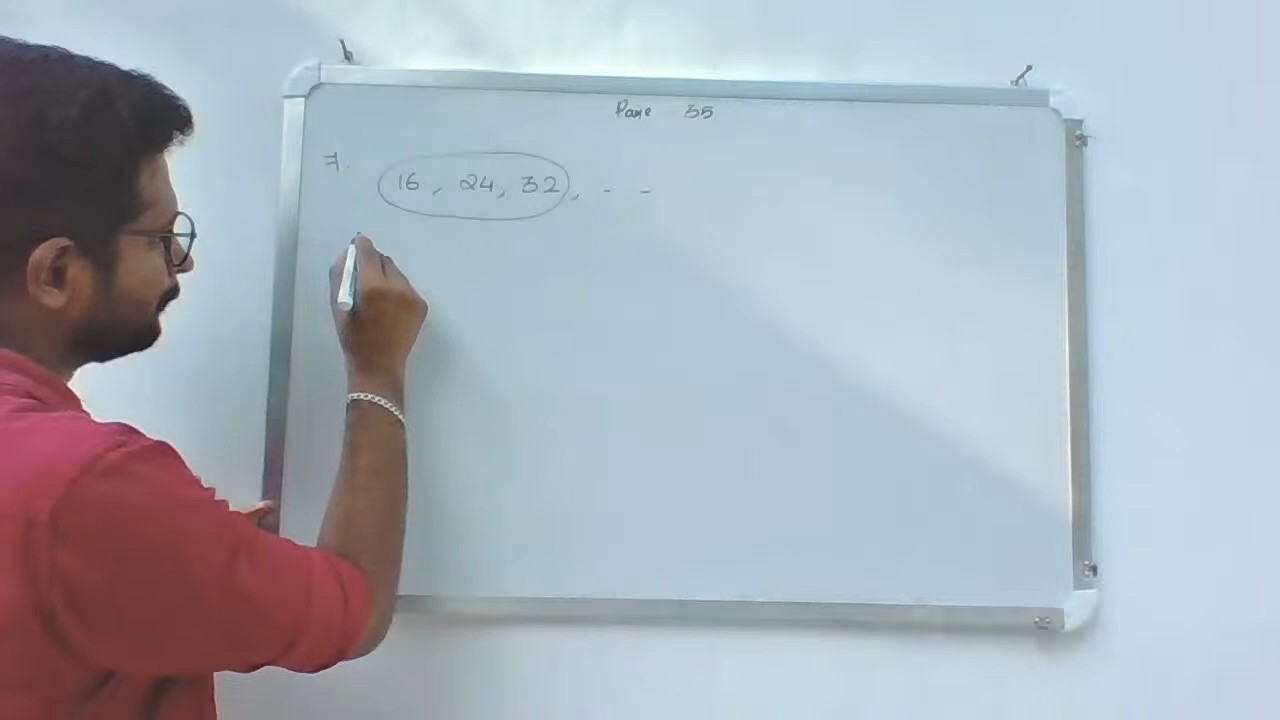 Page 35
7.
16, 24, 32, - -